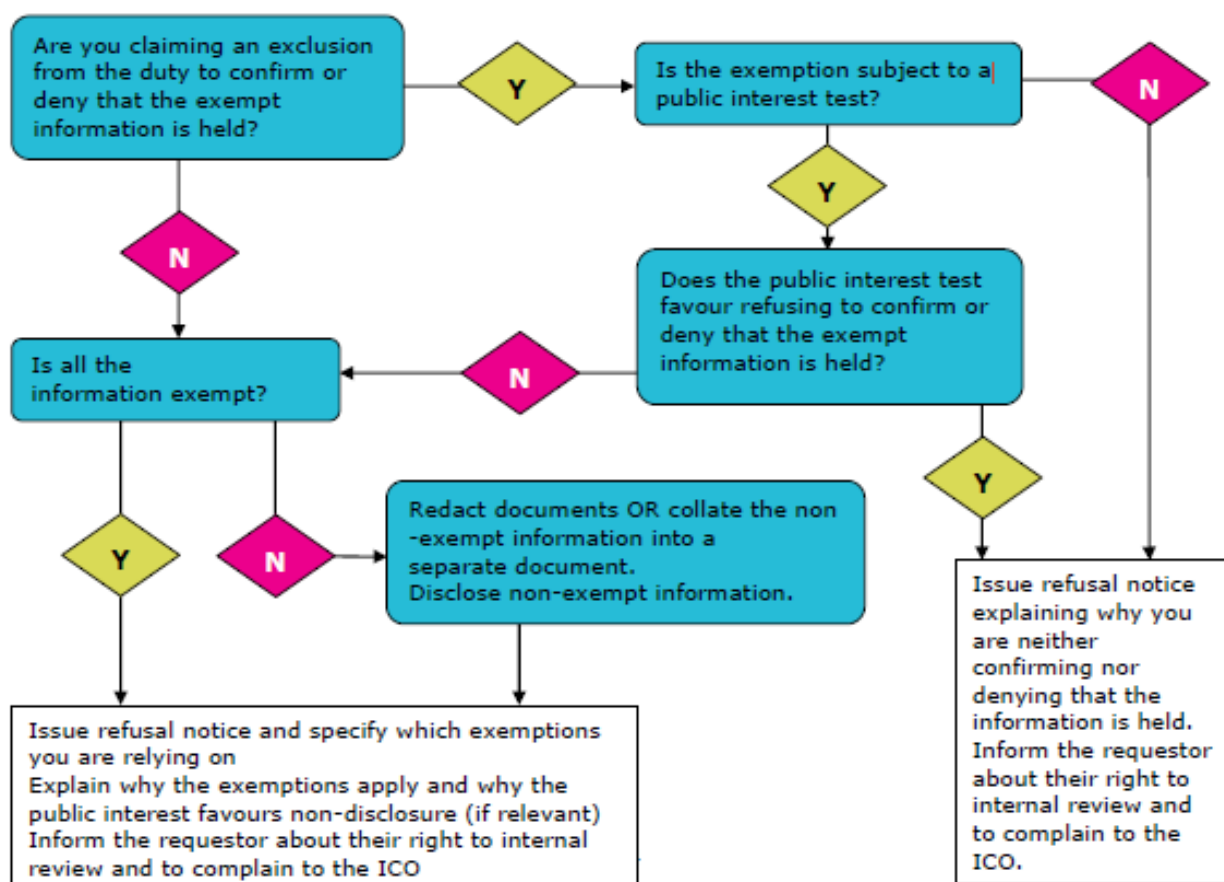 Are you claiming an exclusion
from the duty to confirm or
deny that the exempt
information is held?
Y
Is the exemption subject to a
public interest test?
N
Y
N
Does the public interest test
favour refusing to confirm or
deny that the exempt
information is held?
Is all the
information exempt?
N
Y
Y
N
Redact documents OR collate the non
-exempt information into a
separate document.
Disclose non-exempt information.
Issue refusal notice and specify which exemptions
you are relying on
Explain why the exemptions apply and why the
public interest favours non-disclosure (if relevant)
Inform the requestor about their right to internal
review and to complain to the ICO
Issue refusal notice
explaining why you
are neither
confirming nor
denying that the
information is held.
Inform the requestor
about their right to
internal review and
to complain to the
ICO.